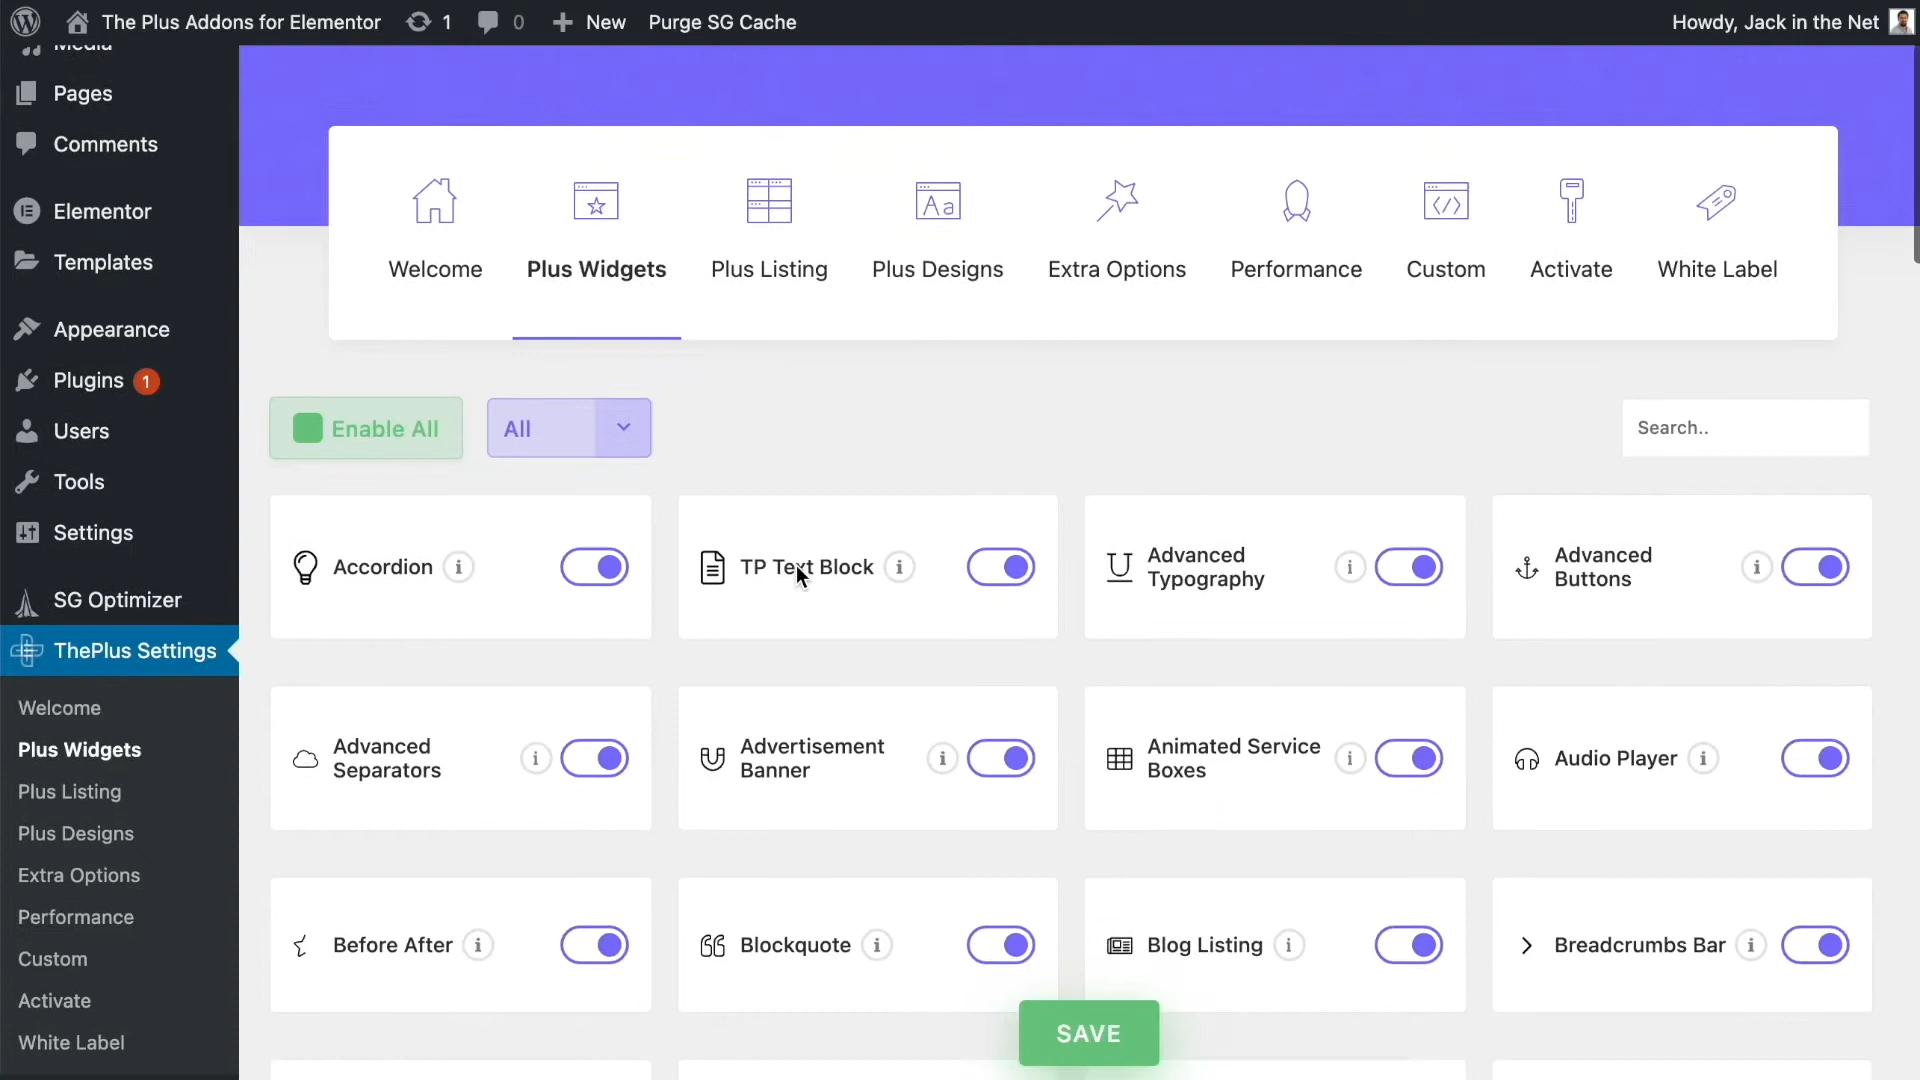 The Plus Addons for Elementor 1 0 New Purge SG Cache Howdy, Jack in the Net
Media
Pages
Comments
Elementor
Templates
Appearance
Plugins 1
Users
Tools
Settings
SG Optimizer
ThePlus Settings
Welcome
Plus Widgets
Plus Listing
Plus Designs
Extra Options
Performance
Custom
Activate
White Label
Welcome Plus Widgets Plus Listing Plus Designs Extra Options Performance Custom Activate White Label
Enable All All Search..
Accordion
TP Text Block
Advanced
Typography
Advanced
Buttons
Advanced
Separators
Advertisement
Banner
Animated Service
Boxes
Audio Player
Before After
Blockquote
Blog Listing
Breadcrumbs Bar
SAVE